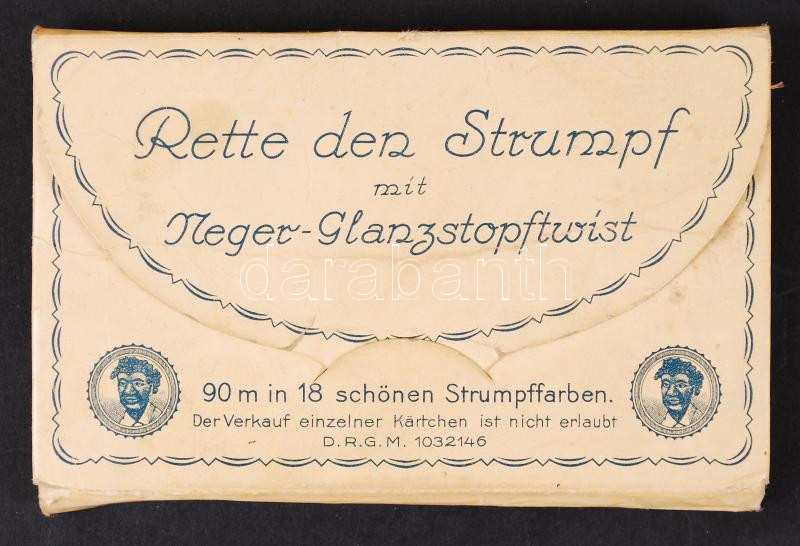 Rette den Strumpf
mit
Neger-Glanzstopftwist
darabanth
90 m in 18 schönen Strumpffarben.
Der Verkauf einzelner Kärtchen ist nicht erlaubt
D.R.G.M. 1032146